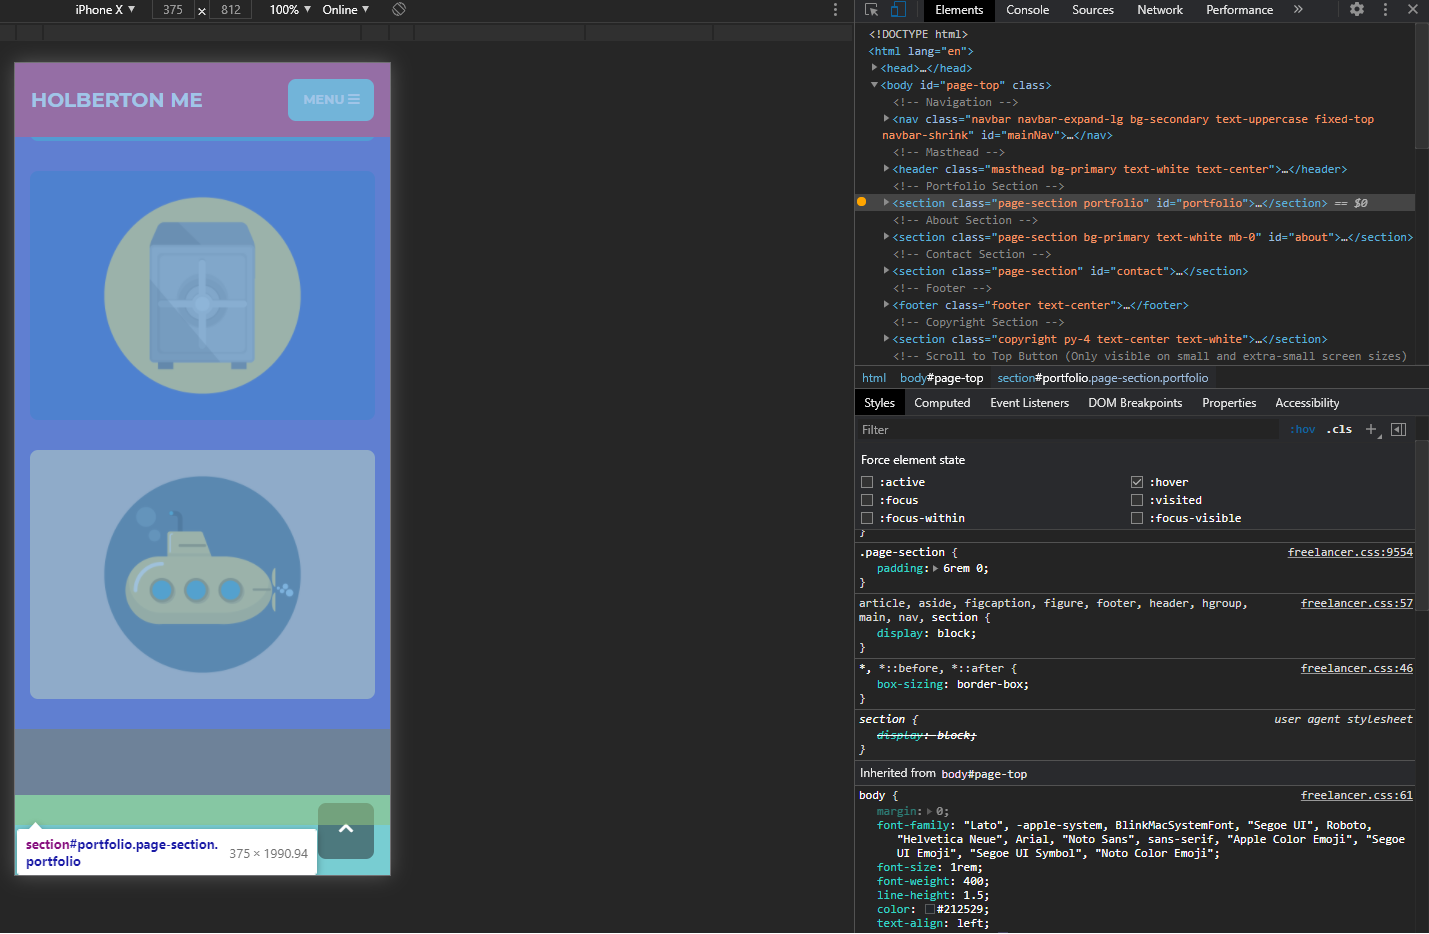 iPhone X ▼ 375 x 812 100% ▼ Online ▼
HOLBERTON ME
MENU
section#portfolio.page-section.
portfolio
375 × 1990.94
Elements Console Sources Network Performance »
<!DOCTYPE html>
<html lang="en">
<head>…</head>
<body id="page-top" class>
<!-- Navigation -->
<nav class="navbar navbar-expand-lg bg-secondary text-uppercase fixed-top
navbar-shrink" id="mainNav">…</nav>
<!-- Masthead -->
<header class="masthead bg-primary text-white text-center">…</header>
<!-- Portfolio Section -->
<section class="page-section portfolio" id="portfolio">…</section> == $0
<!-- About Section -->
<section class="page-section bg-primary text-white mb-0" id="about">…</section>
<!-- Contact Section -->
<section class="page-section" id="contact">…</section>
<!-- Footer -->
<footer class="footer text-center">…</footer>
<!-- Copyright Section -->
<section class="copyright py-4 text-center text-white">…</section>
<!-- Scroll to Top Button (Only visible on small and extra-small screen sizes)
html body#page-top section#portfolio.page-section.portfolio
Styles Computed Event Listeners DOM Breakpoints Properties Accessibility
Filter :hov .cls +
Force element state
:active :hover
:focus :visited
:focus-within :focus-visible
}
.page-section { freelancer.css:9554
padding: 6rem 0;
}
article, aside, figcaption, figure, footer, header, hgroup, freelancer.css:57
main, nav, section {
display: block;
}
*, *::before, *::after { freelancer.css:46
box-sizing: border-box;
}
section { user agent stylesheet
display: block;
}
Inherited from body#page-top
body { freelancer.css:61
margin: 0;
font-family: "Lato", -apple-system, BlinkMacSystemFont, "Segoe UI", Roboto,
"Helvetica Neue", Arial, "Noto Sans", sans-serif, "Apple Color Emoji", "Segoe
UI Emoji", "Segoe UI Symbol", "Noto Color Emoji";
font-size: 1rem;
font-weight: 400;
line-height: 1.5;
color: #212529;
text-align: left;